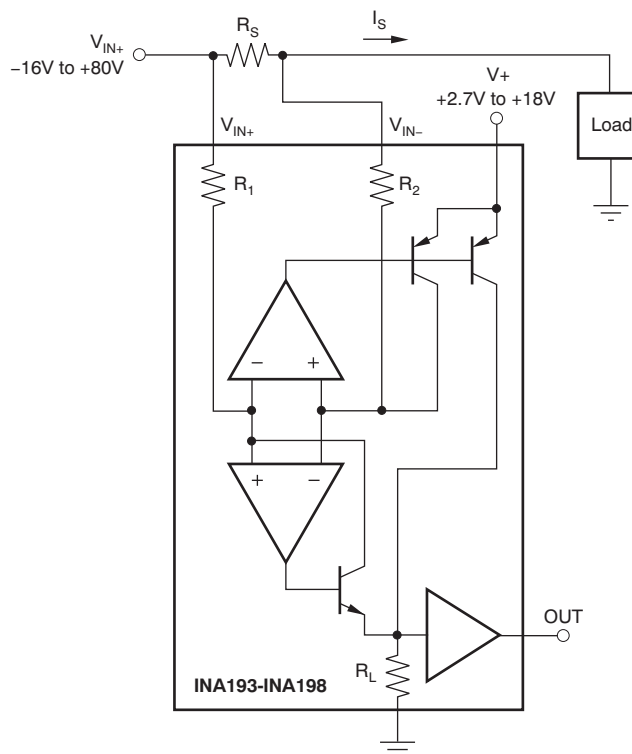 R_S
I_S
V_IN+
−16V to +80V
V+
+2.7V to +18V
Load
V_IN+
V_IN−
R_1
R_2
− +
+ −
OUT
R_L
INA193-INA198